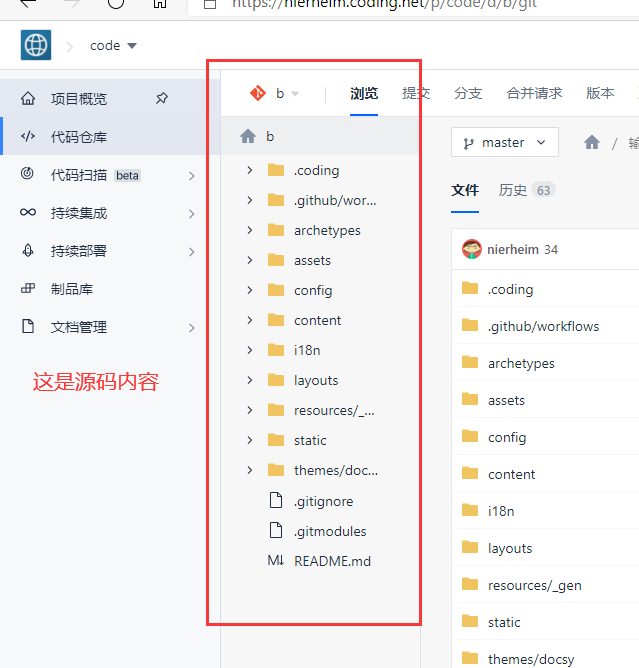 https://nierheim.coding.net/p/code/d/b/git
code
项目概览
代码仓库
代码扫描 beta
持续集成
持续部署
制品库
文档管理
这是源码内容
b 浏览 提交 分支 合并请求 版本
b
.coding
.github/wor...
archetypes
assets
config
content
i18n
layouts
resources/_...
static
themes/doc...
.gitignore
.gitmodules
M↓ README.md
master /
文件 历史 63
nierheim 34
.coding
.github/workflows
archetypes
assets
config
content
i18n
layouts
resources/_gen
static
themes/docsy